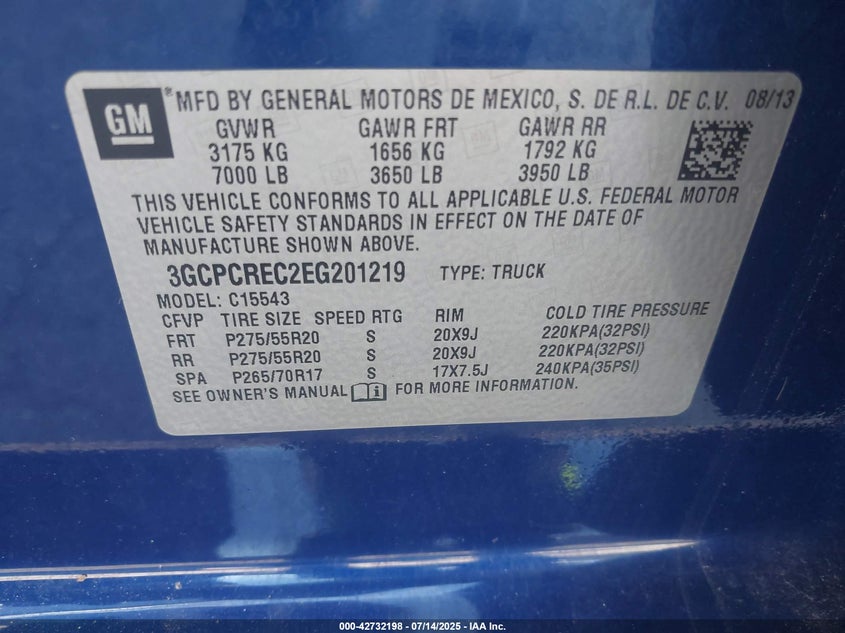 GM
® MFD BY GENERAL MOTORS DE MEXICO, S. DE R.L. DE C.V. 08/13
GVWR GAWR FRT GAWR RR
3175 KG 1656 KG 1792 KG
7000 LB 3650 LB 3950 LB
THIS VEHICLE CONFORMS TO ALL APPLICABLE U.S. FEDERAL MOTOR
VEHICLE SAFETY STANDARDS IN EFFECT ON THE DATE OF
MANUFACTURE SHOWN ABOVE.
3GCPCREC2EG201219 TYPE: TRUCK
MODEL: C15543
CFVP TIRE SIZE SPEED RTG RIM COLD TIRE PRESSURE
FRT P275/55R20 S 20X9J 220KPA(32PSI)
RR P275/55R20 S 20X9J 220KPA(32PSI)
SPA P265/70R17 S 17X7.5J 240KPA(35PSI)
SEE OWNER'S MANUAL FOR MORE INFORMATION.
000-42732198 - 07/14/2025 - IAA Inc.